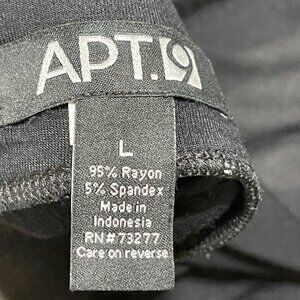 APT.9
L
95% Rayon
5% Spandex
Made in
Indonesia
RN#73277
Care on reverse